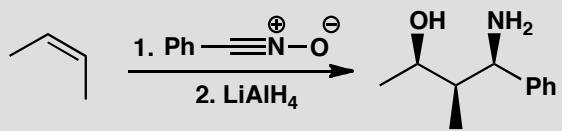 OH NH₂
1. Ph N⊕ O⊖
2. LiAlH₄
Ph